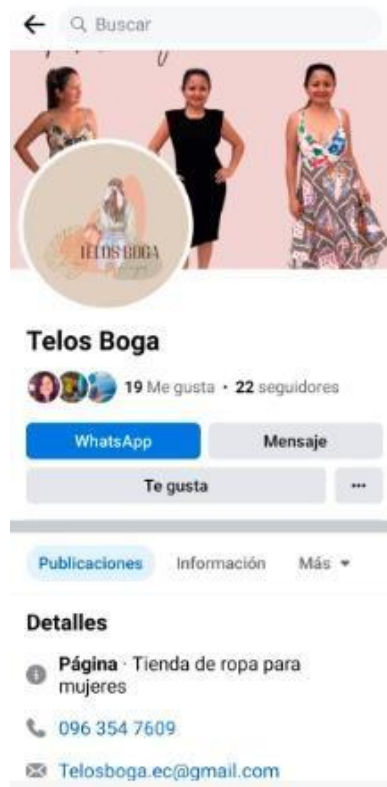 Buscar
TELOS BOGA
Telos Boga
19 Me gusta • 22 seguidores
WhatsApp
Mensaje
Te gusta
...
Publicaciones
Información
Más
Detalles
Página · Tienda de ropa para
mujeres
096 354 7609
Telosboga.ec@gmail.com